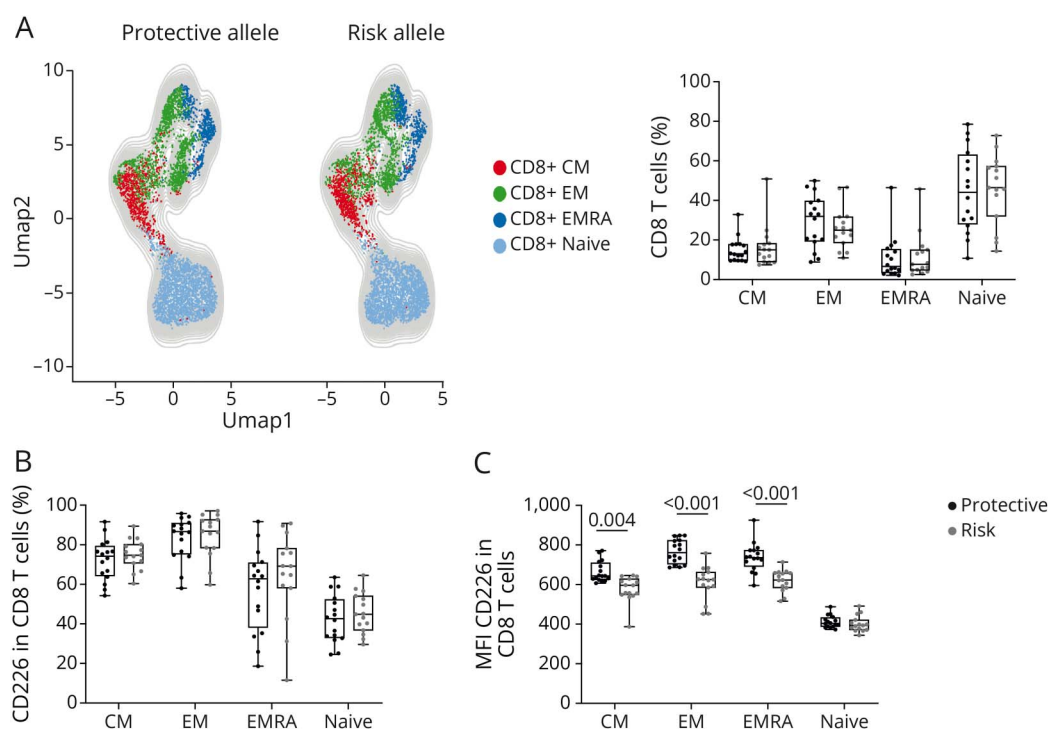 A
Protective allele
Risk allele
Umap2
10
5
0
–5
–10
–5
0
5
–5
0
5
Umap1
CD8+ CM
CD8+ EM
CD8+ EMRA
CD8+ Naive
CD8 T cells (%)
100
80
60
40
20
0
CM
EM
EMRA
Naive
B
CD226 in CD8 T cells (%)
100
80
60
40
20
0
CM
EM
EMRA
Naive
C
MFI CD226 in
CD8 T cells
1,000
800
600
400
200
0
0.004
<0.001
<0.001
CM
EM
EMRA
Naive
Protective
Risk